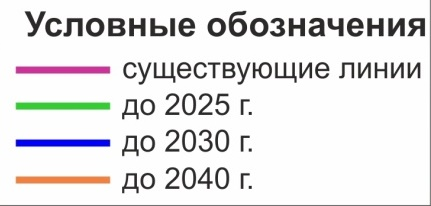 Условные обозначения
существующие линии
до 2025 г.
до 2030 г.
до 2040 г.